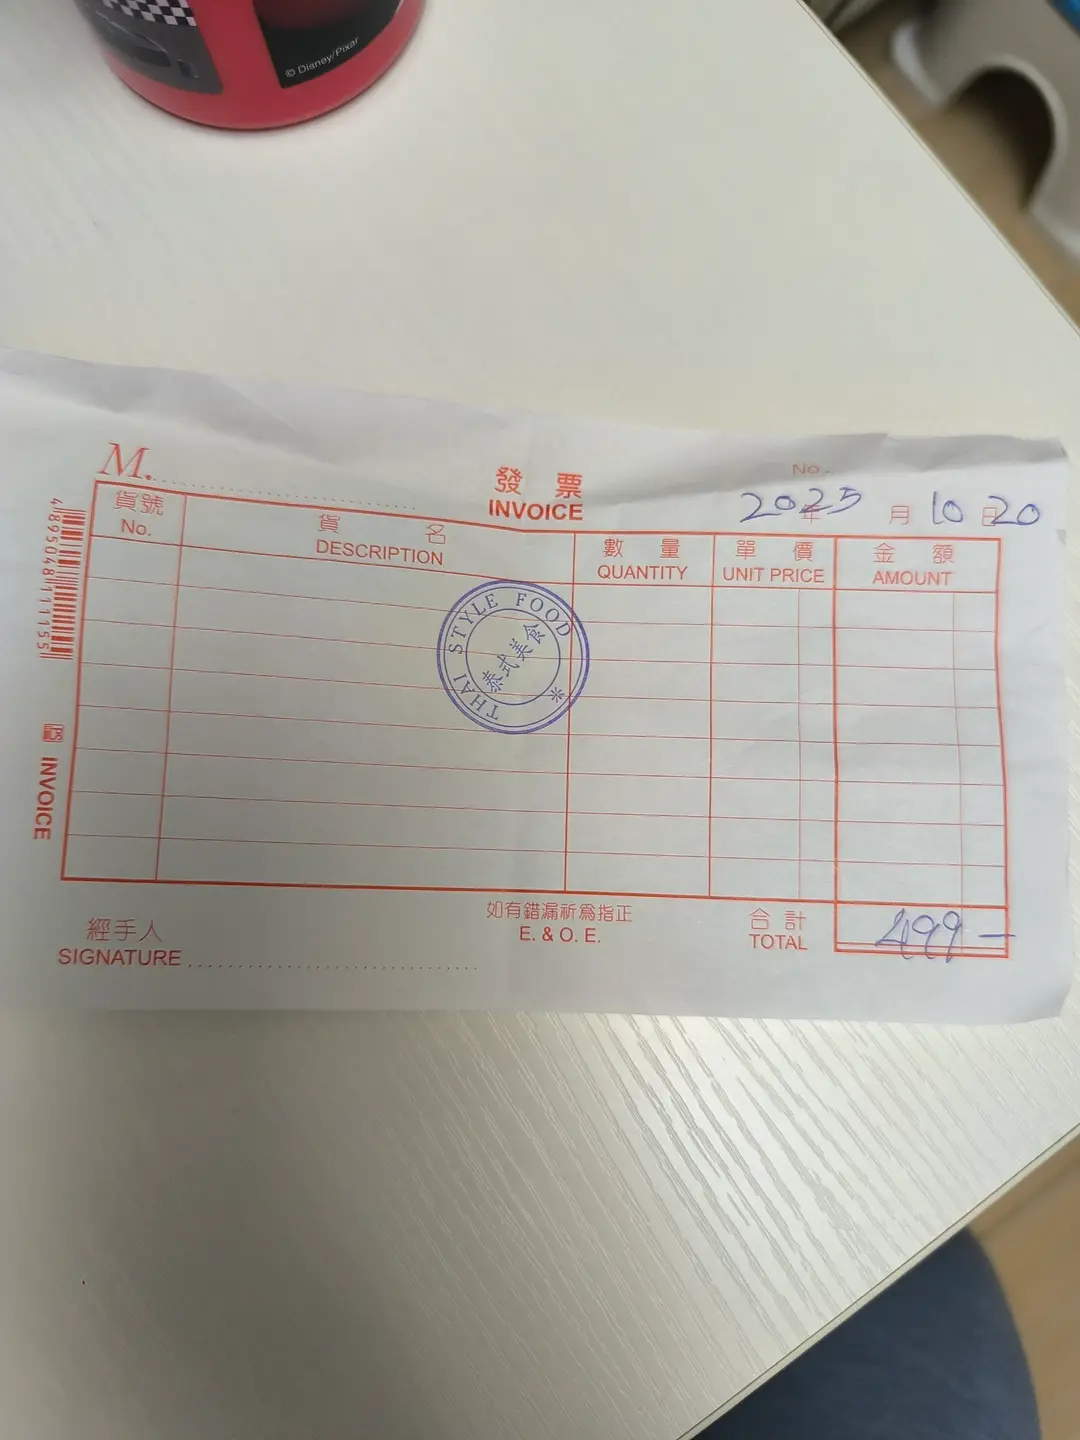 © Disney/Pixar
M.
發票
INVOICE
No.
2025 年 月 10 日 20
貨號
No.
貨名
DESCRIPTION
數量
QUANTITY
單價
UNIT PRICE
金額
AMOUNT
THAI STYLE FOOD
泰式美食
4895048111155
INVOICE
經手人
SIGNATURE
如有錯漏祈為指正
E. & O. E.
合計
TOTAL
499 —